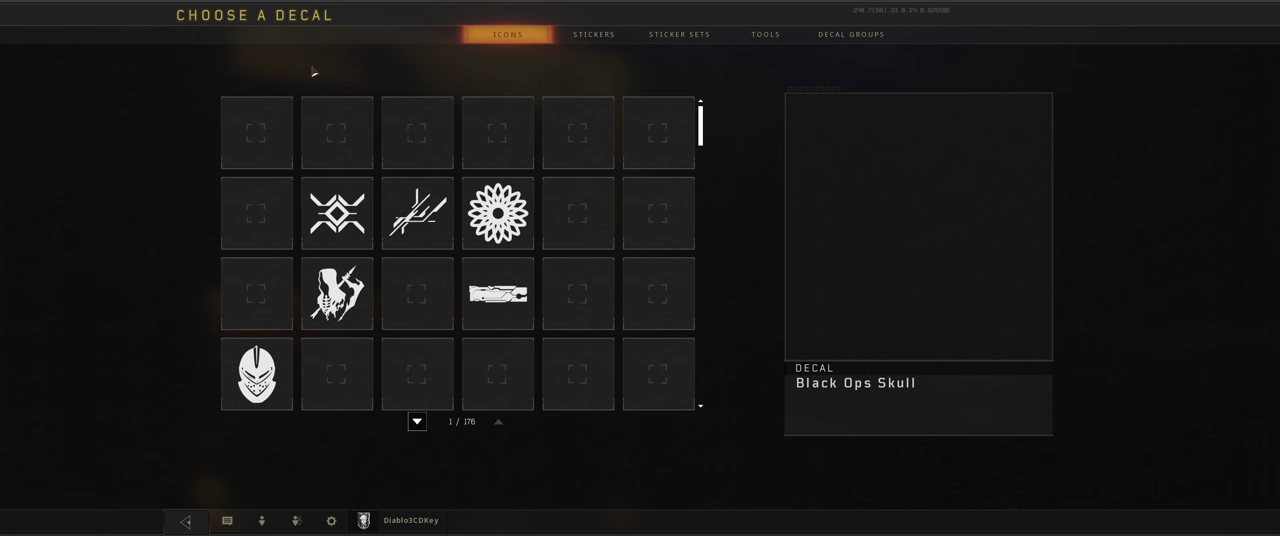 CHOOSE A DECAL
ICONS
STICKERS
STICKER SETS
TOOLS
DECAL GROUPS
DECAL
Black Ops Skull
1 / 176
Diablo3CDKey